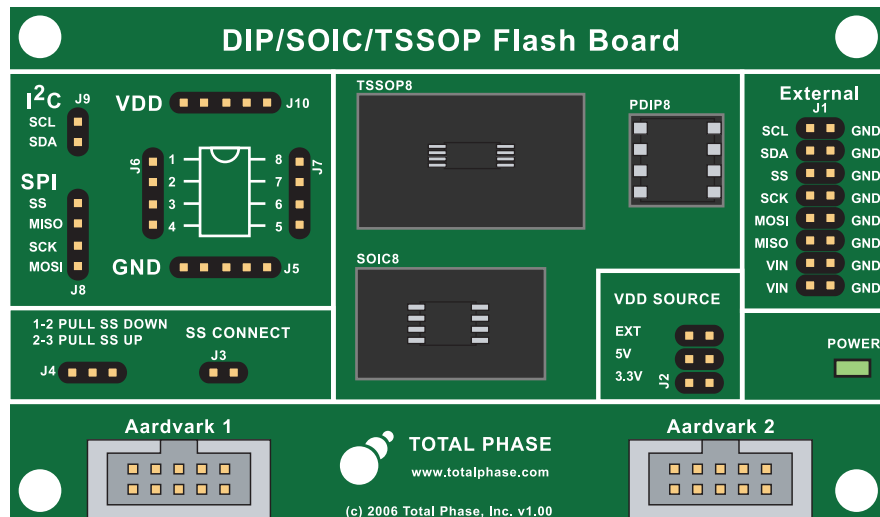 DIP/SOIC/TSSOP Flash Board
I2C
J9
SCL
SDA
VDD
J10
J6
1
2
3
4
8
7
6
5
J7
SPI
SS
MISO
SCK
MOSI
J8
GND
J5
TSSOP8
PDIP8
SOIC8
External
J1
SCL GND
SDA GND
SS GND
SCK GND
MOSI GND
MISO GND
VIN GND
VIN GND
1-2 PULL SS DOWN
2-3 PULL SS UP
J4
SS CONNECT
J3
VDD SOURCE
EXT
5V
3.3V
J2
POWER
Aardvark 1
TOTAL PHASE
www.totalphase.com
(c) 2006 Total Phase, Inc. v1.00
Aardvark 2